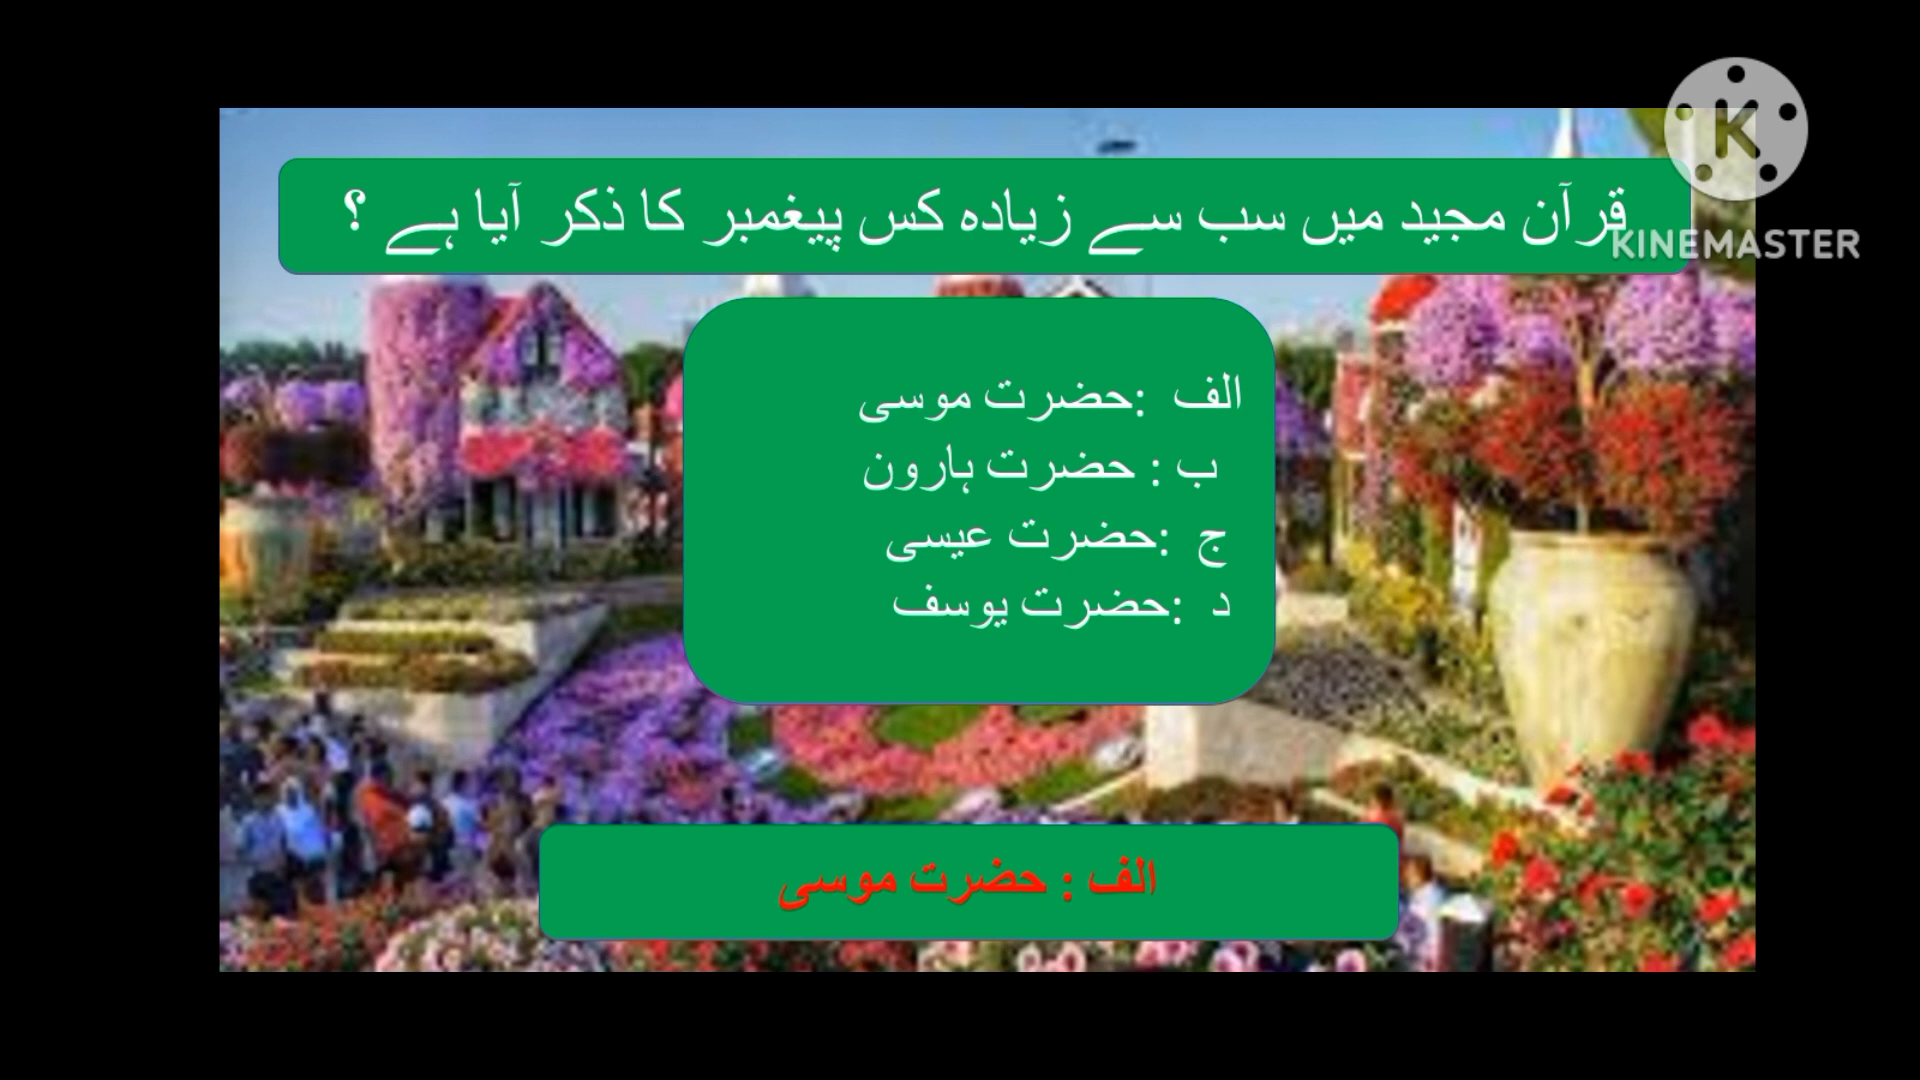 قرآن مجید میں سب سے زیادہ کس پیغمبر کا ذکر آیا ہے ؟
K
KINEMASTER
الف :حضرت موسی
ب : حضرت ہارون
ج :حضرت عیسی
د :حضرت یوسف
الف : حضرت موسی